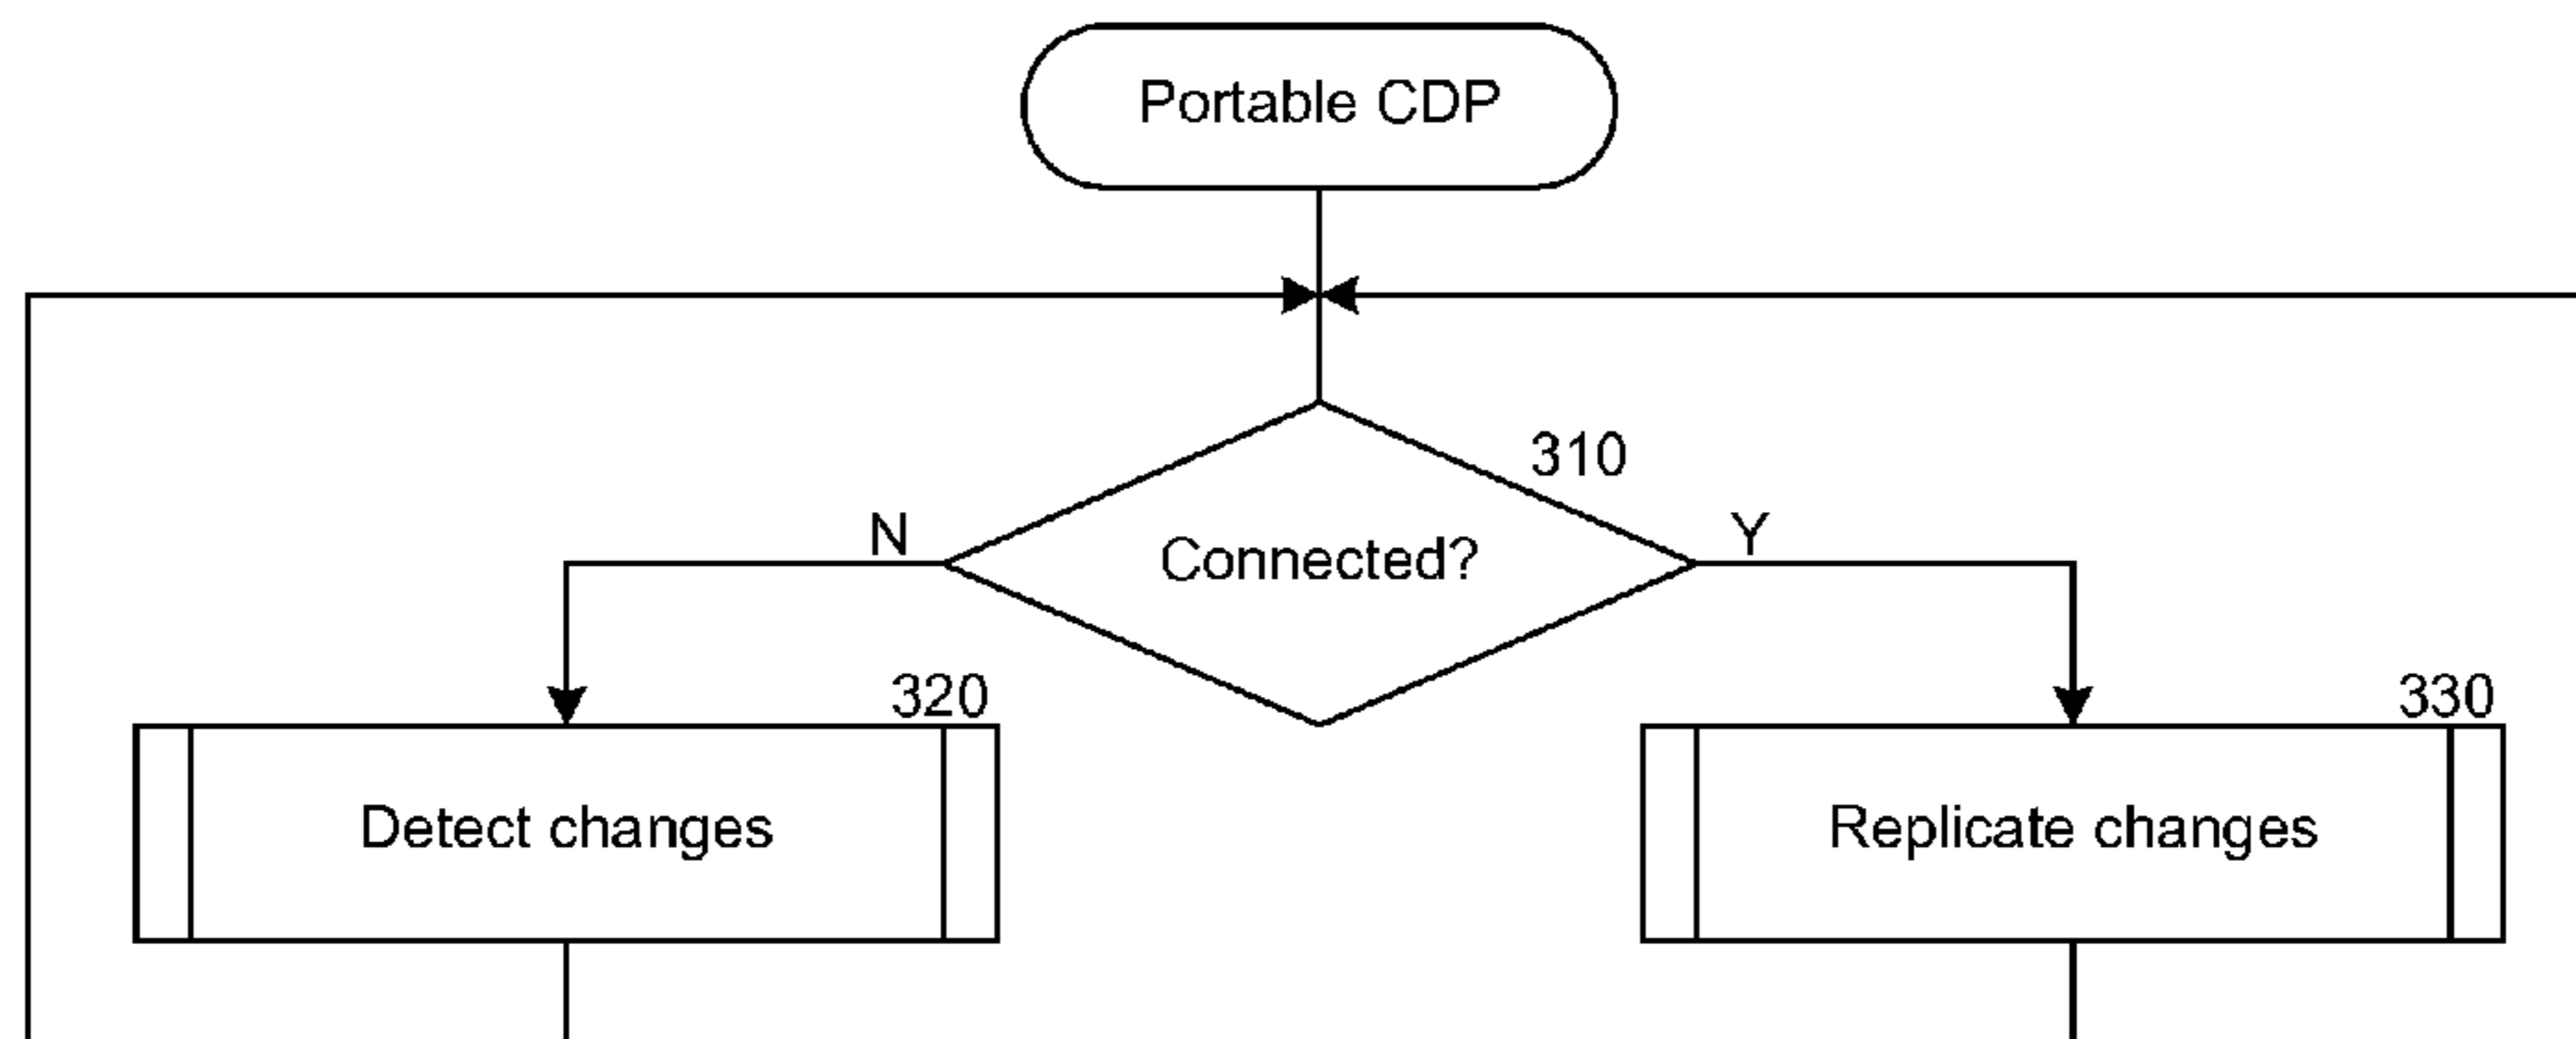 Portable CDP
310
N
Connected?
Y
320
330
Detect changes
Replicate changes